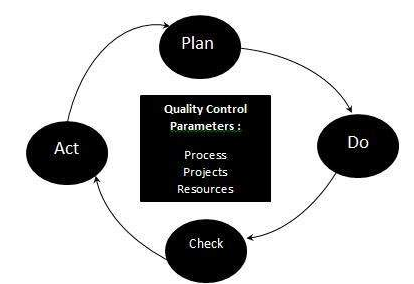 Plan
Do
Check
Act
Quality Control
Parameters :
Process
Projects
Resources